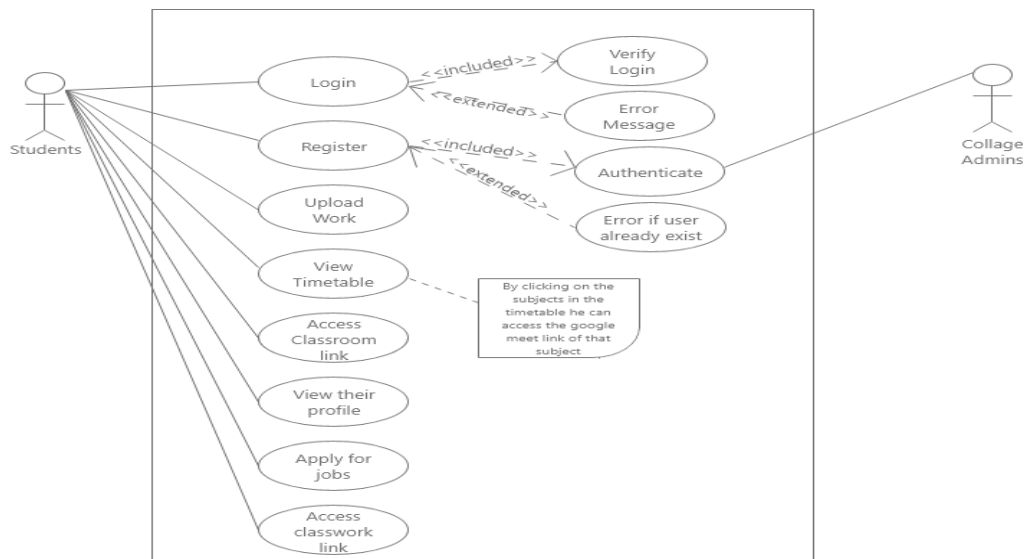 Students
Login
Register
Upload
Work
View
Timetable
Access
Classroom
link
View their
profile
Apply for
jobs
Access
classwork
link
<<included>>
<<extended>>
<<included>>
<<extended>>
Verify
Login
Error
Message
Authenticate
Error if user
already exist
By clicking on the
subjects in the
timetable he can
access the google
meet link of that
subject
Collage
Admins